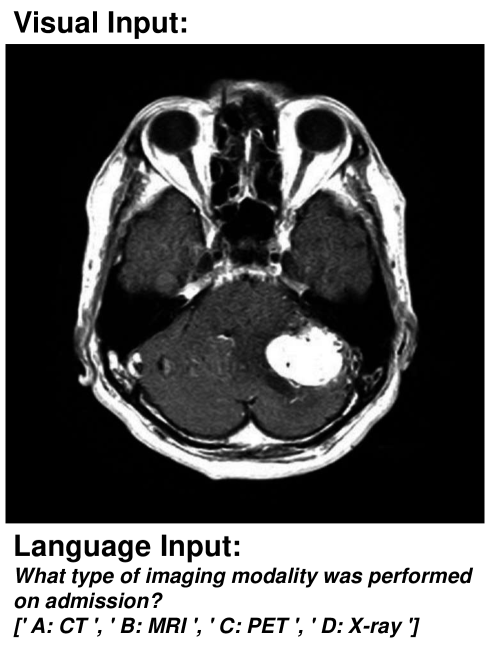 Visual Input:
Language Input:
What type of imaging modality was performed
on admission?
[' A: CT ', ' B: MRI ', ' C: PET ', ' D: X-ray ']